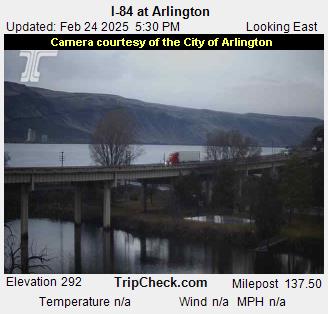 I-84 at Arlington
Updated: Feb 24 2025 5:30 PM Looking East
Camera courtesy of the City of Arlington
Elevation 292 TripCheck.com Milepost 137.50
Temperature n/a Wind n/a MPH n/a